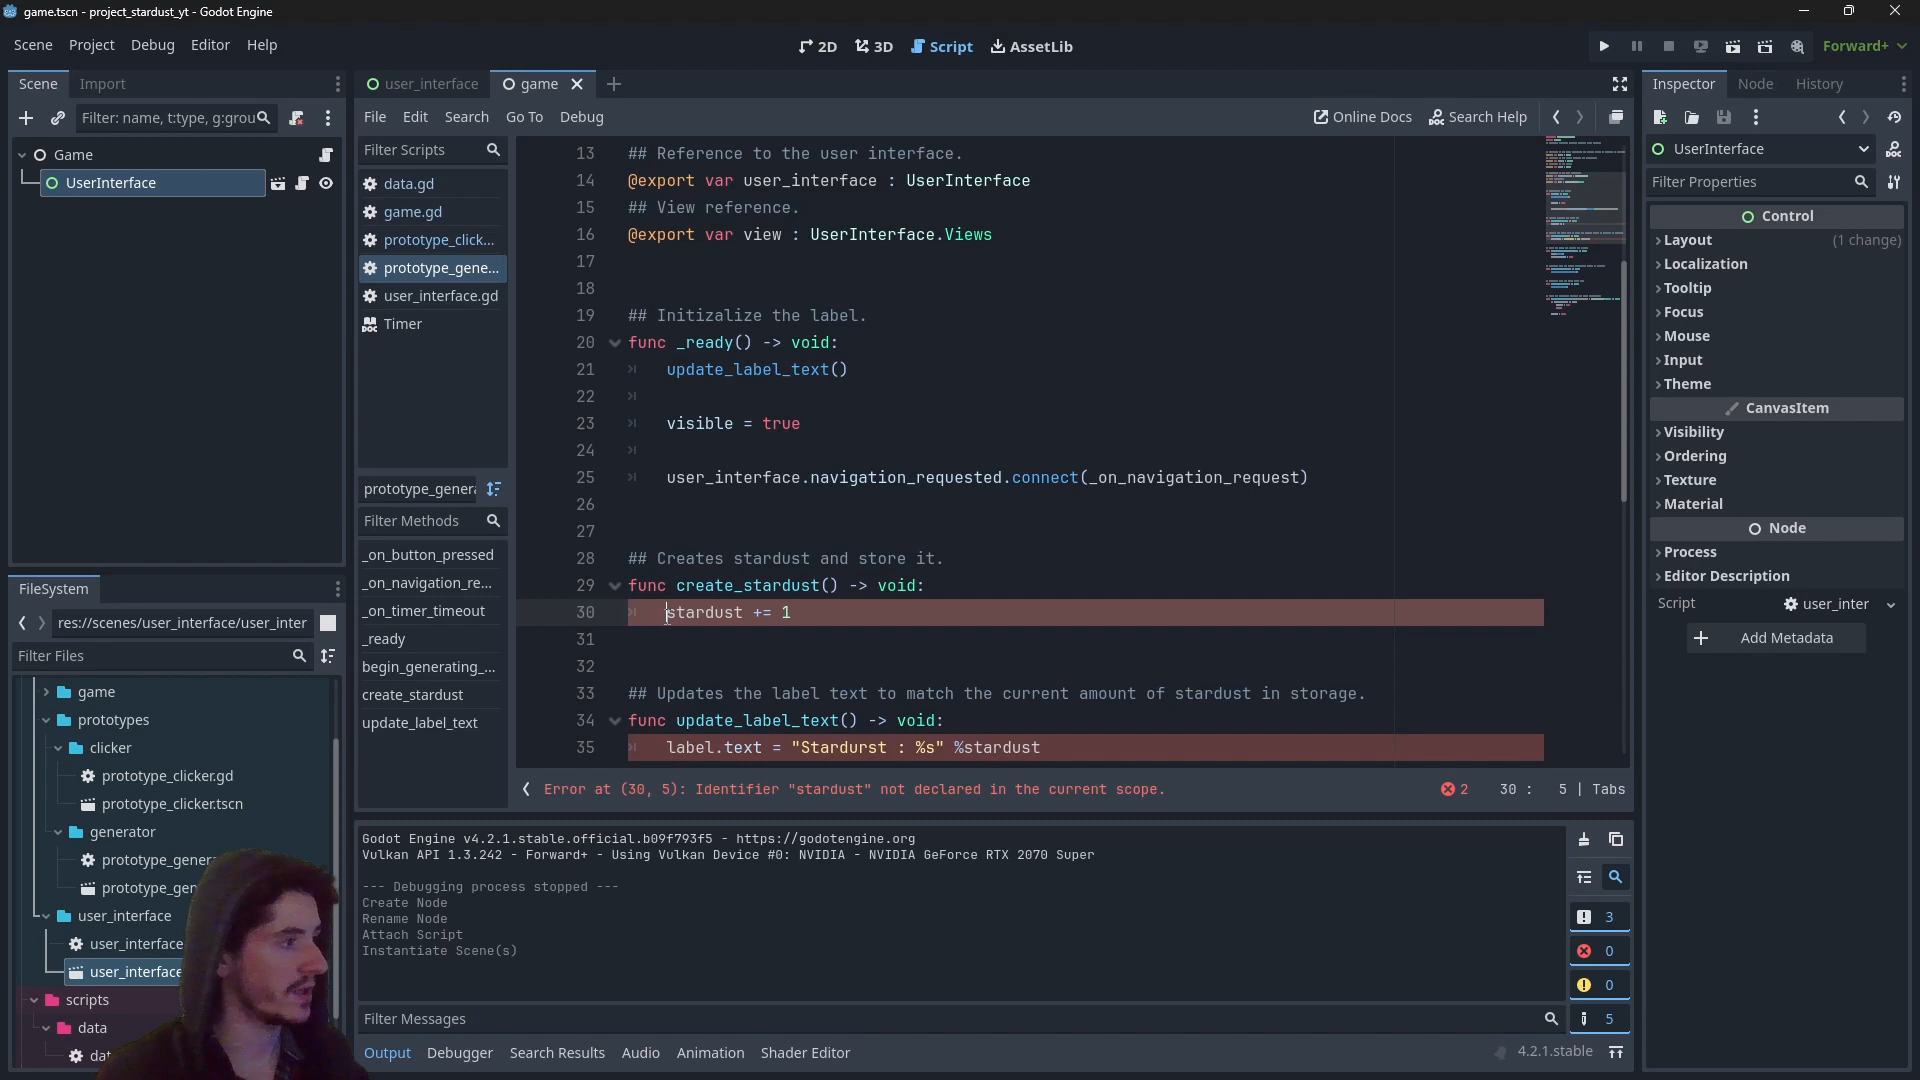 game.tscn - project_stardust_yt - Godot Engine
Scene Project Debug Editor Help
2D 3D Script AssetLib
Forward+
Scene Import
Filter: name, t:type, g:grou
Game
UserInterface
user_interface
game
File Edit Search Go To Debug
Online Docs Search Help
Filter Scripts
data.gd
game.gd
prototype_click...
prototype_gene...
user_interface.gd
Timer
prototype_genera
Filter Methods
_on_button_pressed
_on_navigation_re...
_on_timer_timeout
_ready
begin_generating_...
create_stardust
update_label_text
13 ## Reference to the user interface.
14 @export var user_interface : UserInterface
15 ## View reference.
16 @export var view : UserInterface.Views
17
18
19 ## Initizalize the label.
20 func _ready() -> void:
21 update_label_text()
22
23 visible = true
24
25 user_interface.navigation_requested.connect(_on_navigation_request)
26
27
28 ## Creates stardust and store it.
29 func create_stardust() -> void:
30 stardust += 1
31
32
33 ## Updates the label text to match the current amount of stardust in storage.
34 func update_label_text() -> void:
35 label.text = "Stardurst : %s" %stardust
Error at (30, 5): Identifier "stardust" not declared in the current scope.
2 30 : 5 | Tabs
Godot Engine v4.2.1.stable.official.b09f793f5 - https://godotengine.org
Vulkan API 1.3.242 - Forward+ - Using Vulkan Device #0: NVIDIA - NVIDIA GeForce RTX 2070 Super
--- Debugging process stopped ---
Create Node
Rename Node
Attach Script
Instantiate Scene(s)
3
0
0
5
Filter Messages
Output Debugger Search Results Audio Animation Shader Editor
4.2.1.stable
FileSystem
res://scenes/user_interface/user_inter
Filter Files
game
prototypes
clicker
prototype_clicker.gd
prototype_clicker.tscn
generator
prototype_genera
prototype_gen
user_interface
user_interface
user_interface
scripts
data
dat
Inspector Node History
UserInterface
Filter Properties
Control
Layout (1 change)
Localization
Tooltip
Focus
Mouse
Input
Theme
CanvasItem
Visibility
Ordering
Texture
Material
Node
Process
Editor Description
Script user_inter
Add Metadata